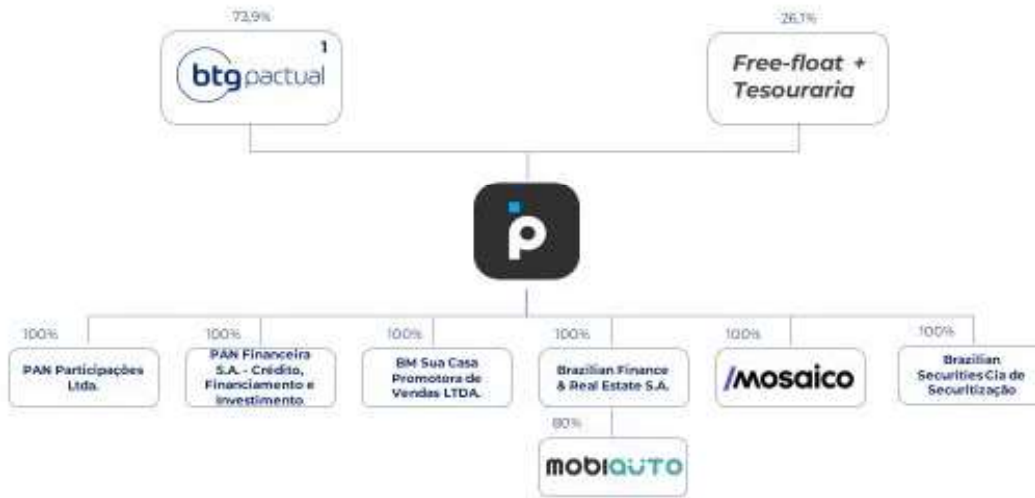 73,9%
26,1%
btg pactual
1
Free-float +
Tesouraria
p
100%
PAN Participações
Ltda.
100%
PAN Financeira
S.A. - Crédito,
Financiamento e
Investimento
100%
BM Sua Casa
Promotora de
Vendas LTDA.
100%
Brazilian Finance
& Real Estate S.A.
100%
/MOSAICO
100%
Brazilian
Securities Cia de
Securitização
80%
MOBIAUTO